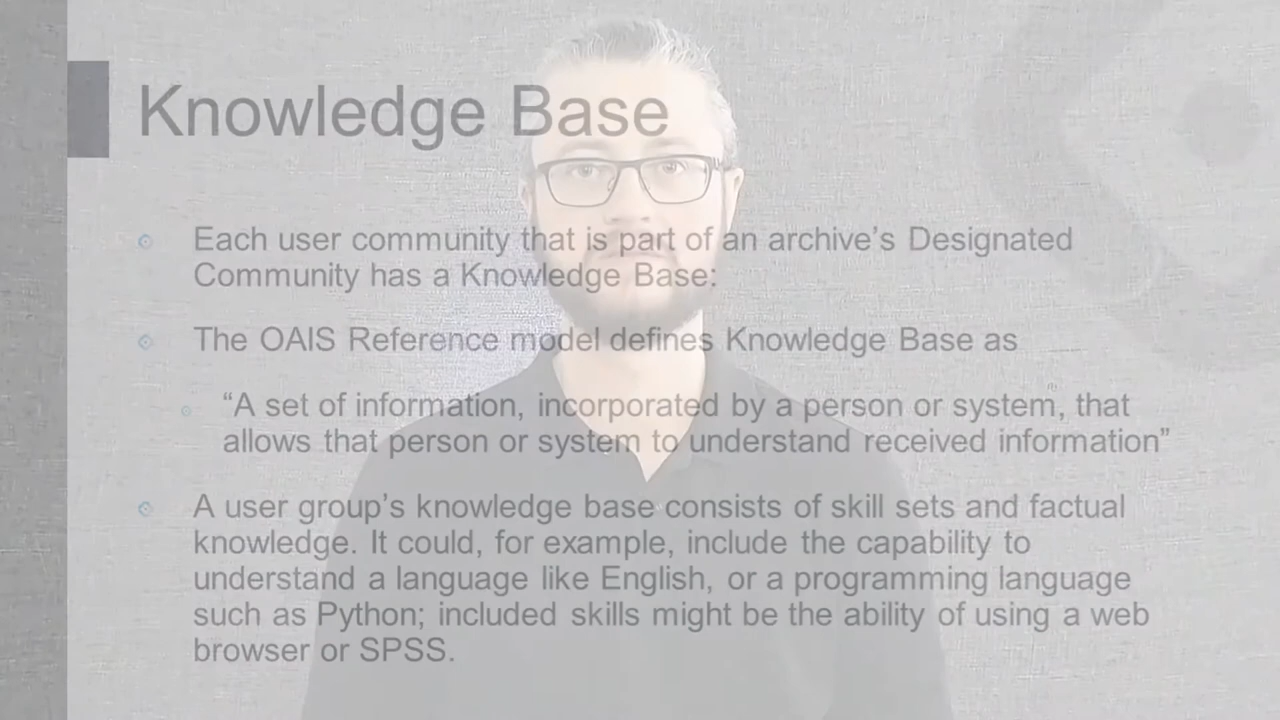 Knowledge Base
Each user community that is part of an archive’s Designated
Community has a Knowledge Base:
The OAIS Reference model defines Knowledge Base as
“A set of information, incorporated by a person or system, that
allows that person or system to understand received information”
A user group’s knowledge base consists of skill sets and factual
knowledge. It could, for example, include the capability to
understand a language like English, or a programming language
such as Python; included skills might be the ability of using a web
browser or SPSS.